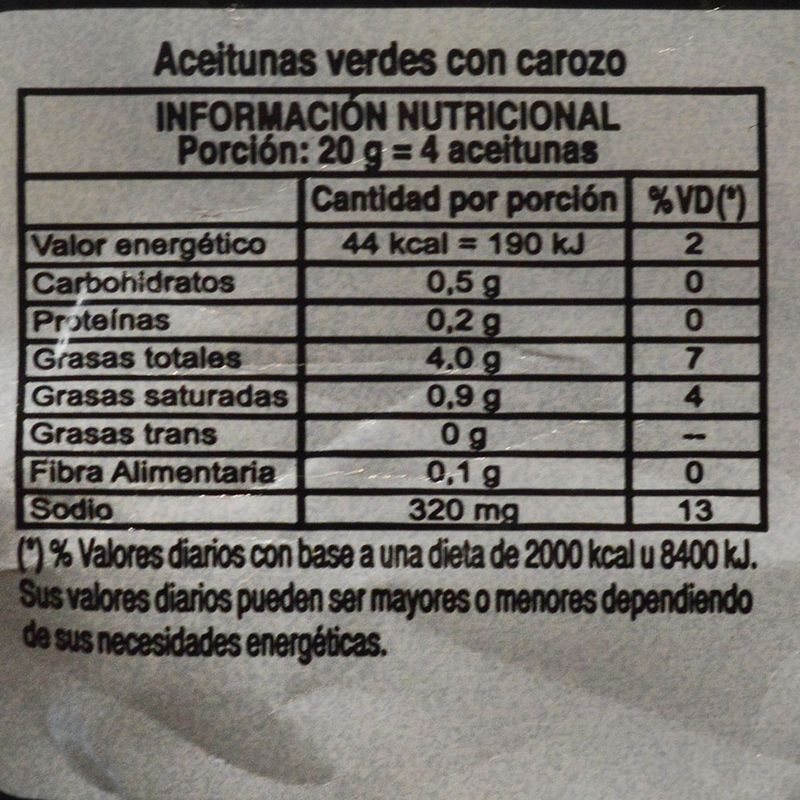 Aceitunas verdes con carozo
INFORMACIÓN NUTRICIONAL
Porción: 20 g = 4 aceitunas
Cantidad por porción %VD(*)
Valor energético 44 kcal = 190 kJ 2
Carbohidratos 0,5 g 0
Proteínas 0,2 g 0
Grasas totales 4,0 g 7
Grasas saturadas 0,9 g 4
Grasas trans 0 g --
Fibra Alimentaria 0,1 g 0
Sodio 320 mg 13
(*) % Valores diarios con base a una dieta de 2000 kcal u 8400 kJ.
Sus valores diarios pueden ser mayores o menores dependiendo
de sus necesidades energéticas.